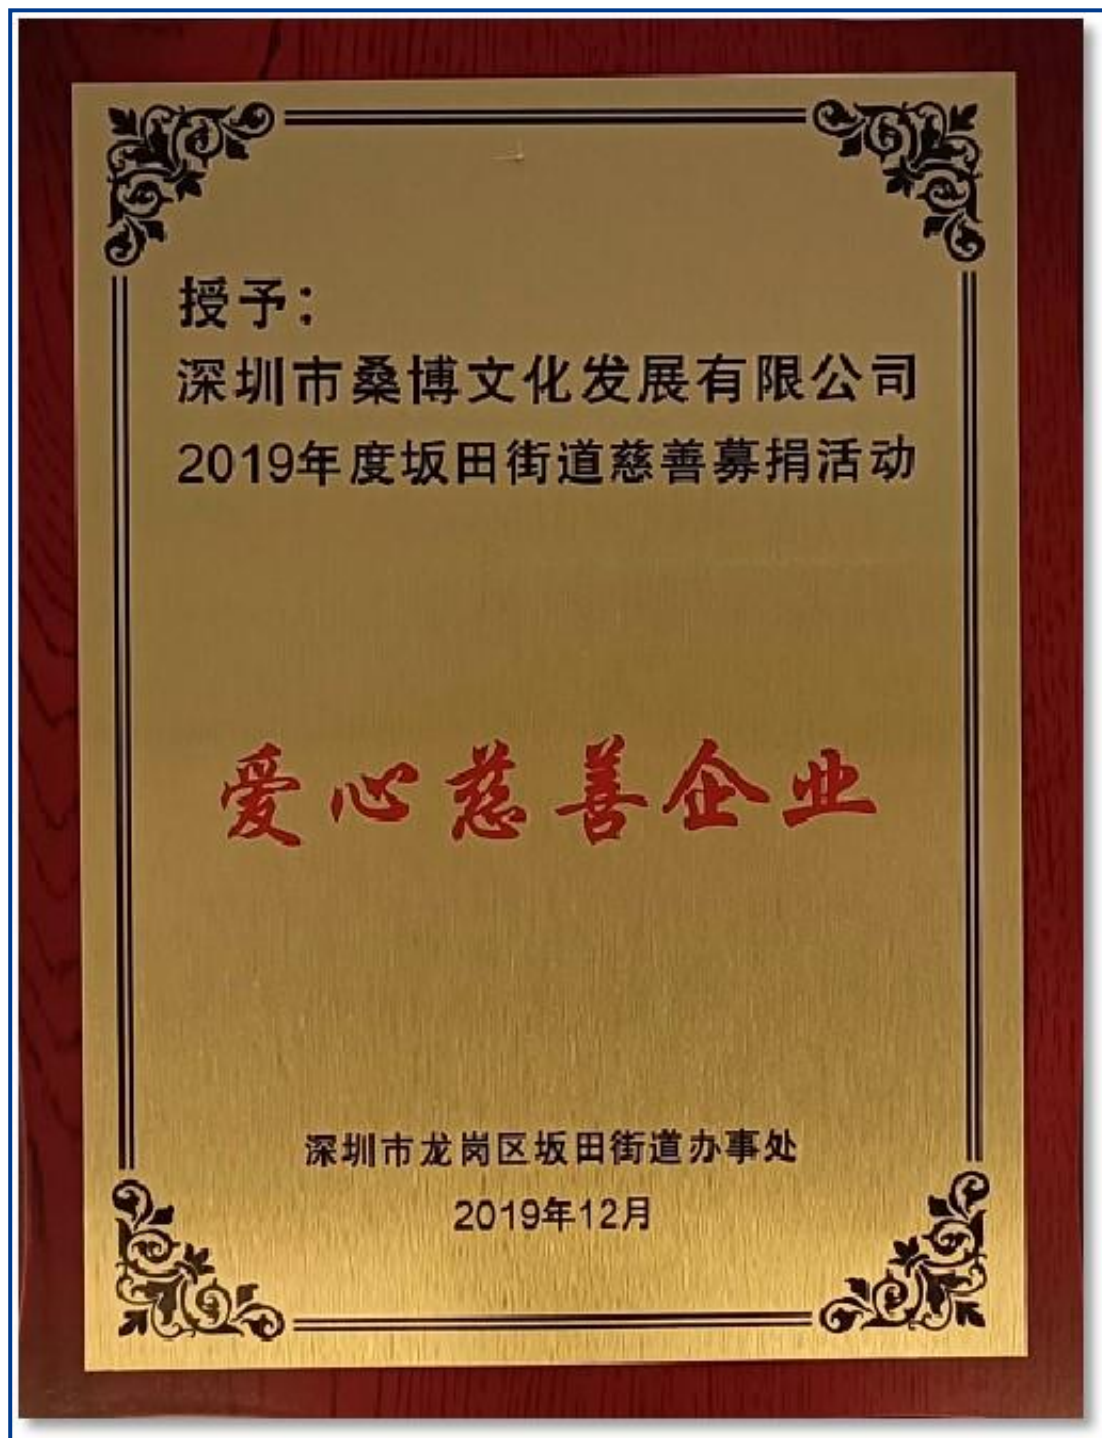 授予：
深圳市桑博文化发展有限公司
2019年度坂田街道慈善募捐活动
爱心慈善企业
深圳市龙岗区坂田街道办事处
2019年12月